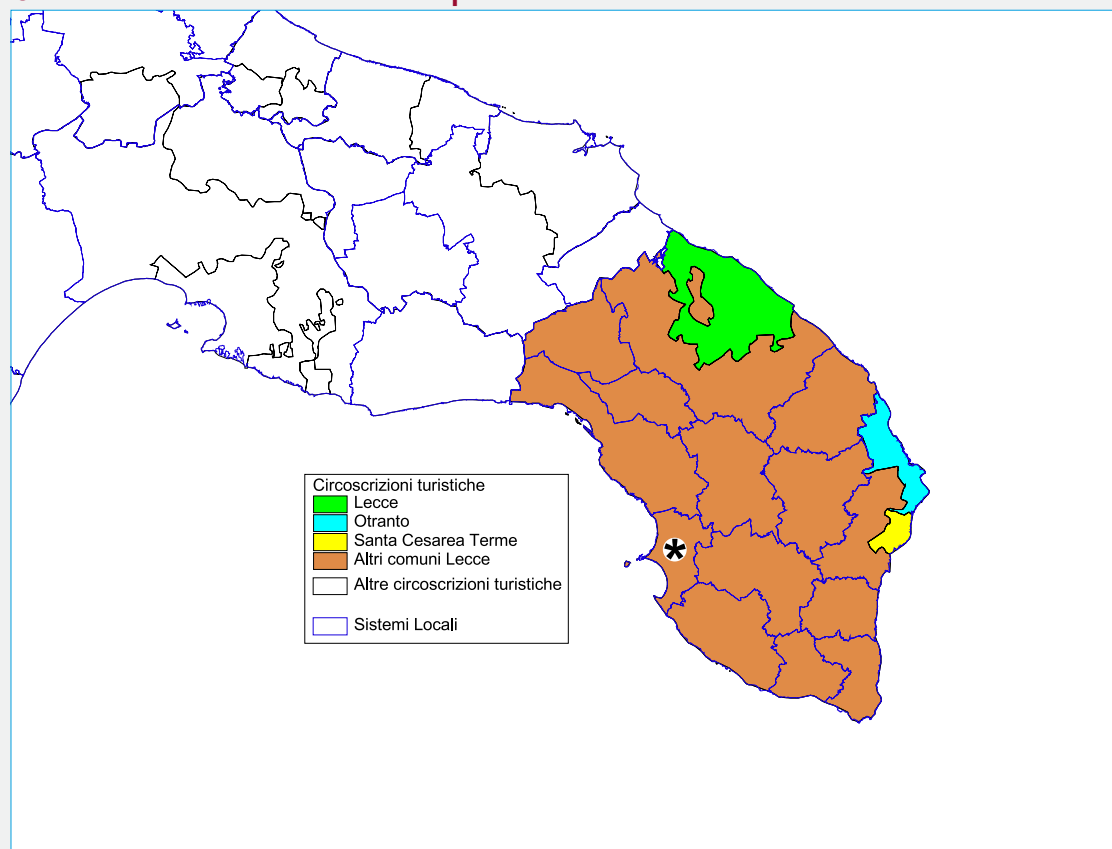 Circoscrizioni turistiche
Lecce
Otranto
Santa Cesarea Terme
Altri comuni Lecce
Altre circoscrizioni turistiche
Sistemi Locali
*